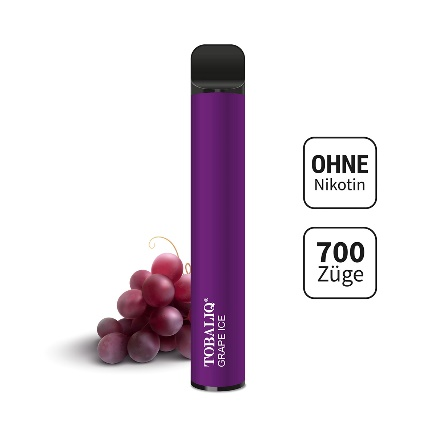 OHNE
Nikotin
700
Züge
TOBALIQ®
GRAPE ICE